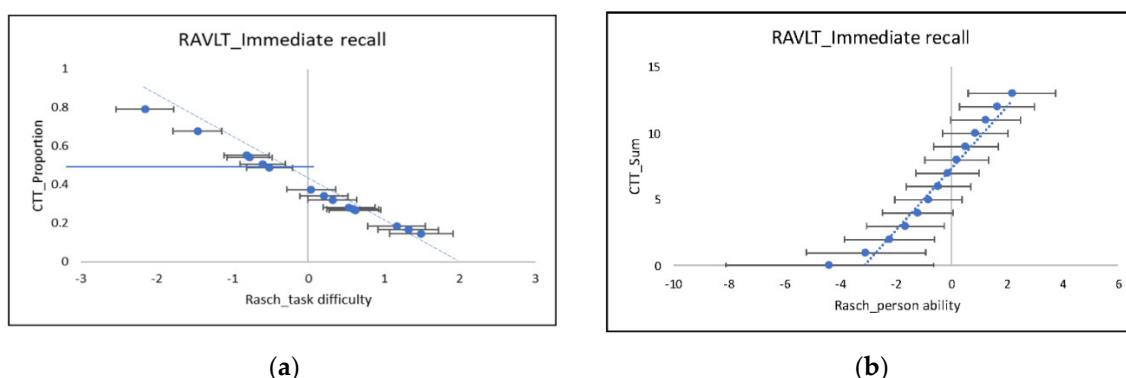 RAVLT_Immediate recall
CTT_Proportion
1
0.8
0.6
0.4
0.2
0
-3 -2 -1 0 1 2 3
Rasch_task difficulty
(a)
RAVLT_Immediate recall
CTT_Sum
15
10
5
0
-10 -8 -6 -4 -2 0 2 4 6
Rasch_person ability
(b)